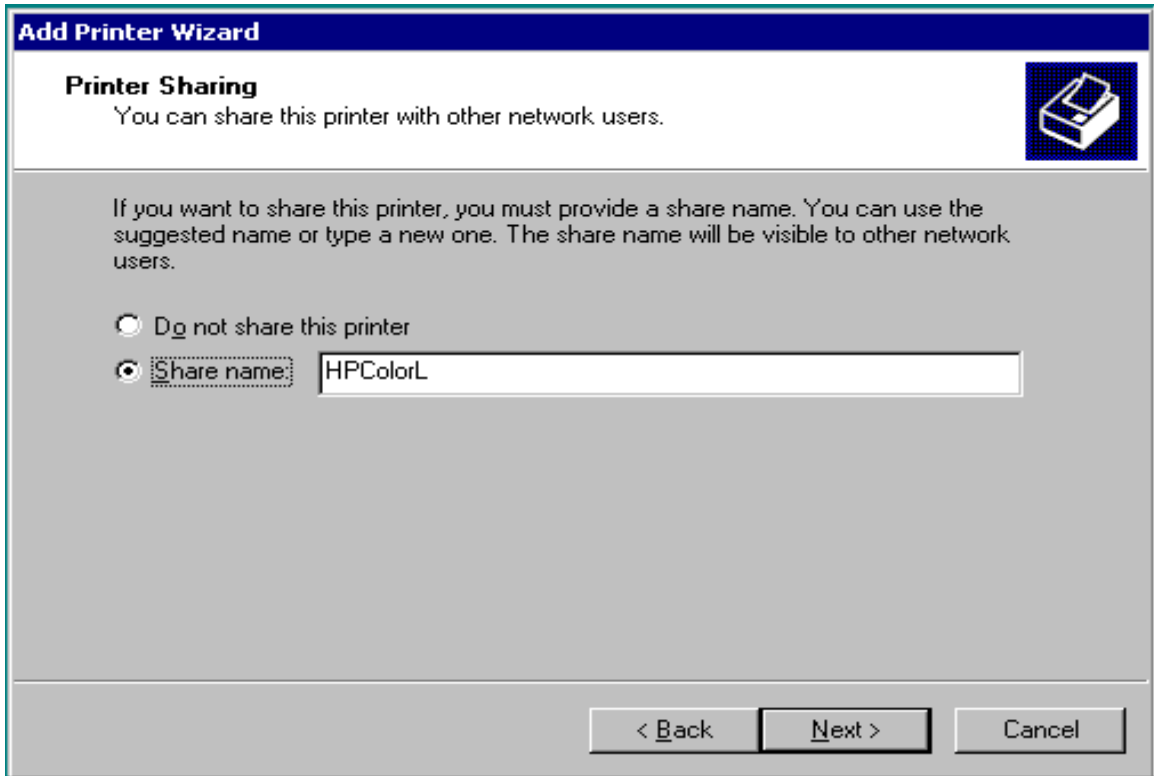 Add Printer Wizard
Printer Sharing
You can share this printer with other network users.
If you want to share this printer, you must provide a share name. You can use the
suggested name or type a new one. The share name will be visible to other network
users.
Do not share this printer
Share name: HPColorL
< Back Next > Cancel